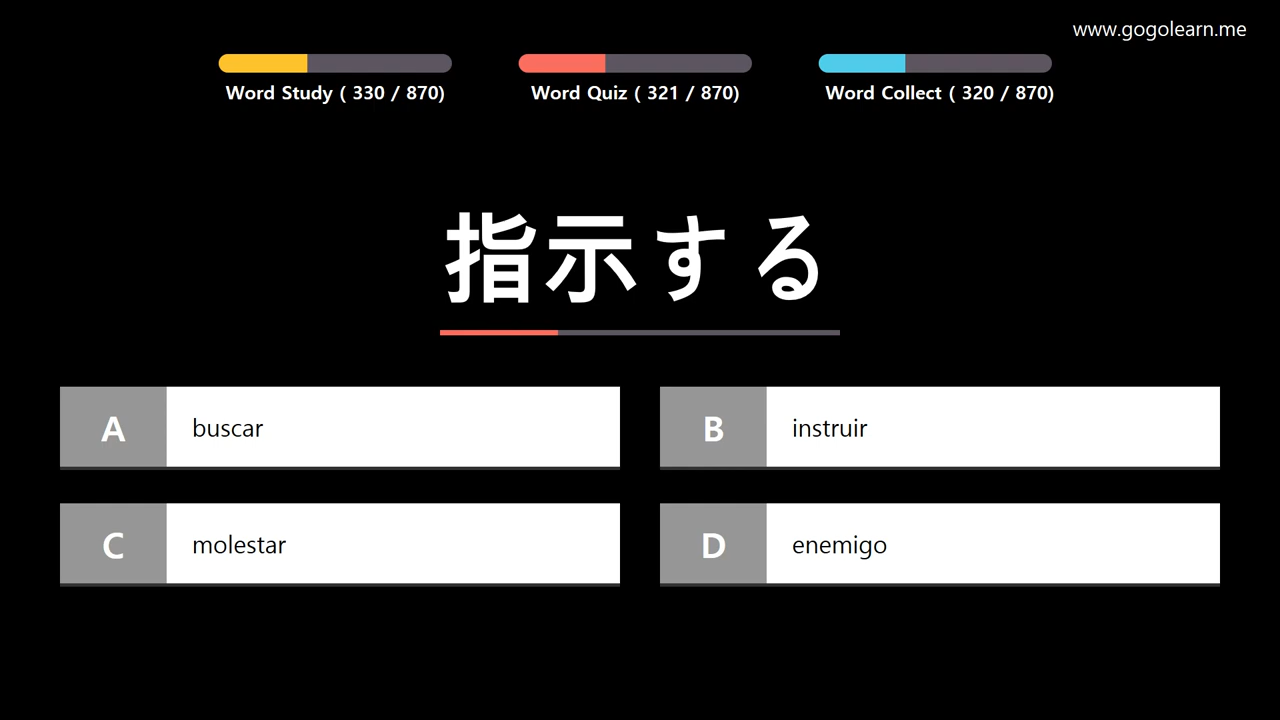 www.gogolearn.me
Word Study ( 330 / 870)
Word Quiz ( 321 / 870)
Word Collect ( 320 / 870)
指示する
A buscar
B instruir
C molestar
D enemigo